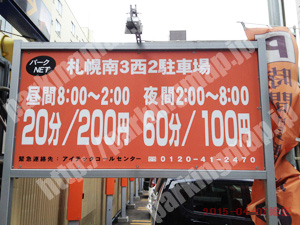 パーク
NET
札幌南3西2駐車場
昼間8:00～2:00 夜間2:00～8:00
20分/200円 60分/100円
緊急連絡先：アイテックコールセンター 0120-41-2470